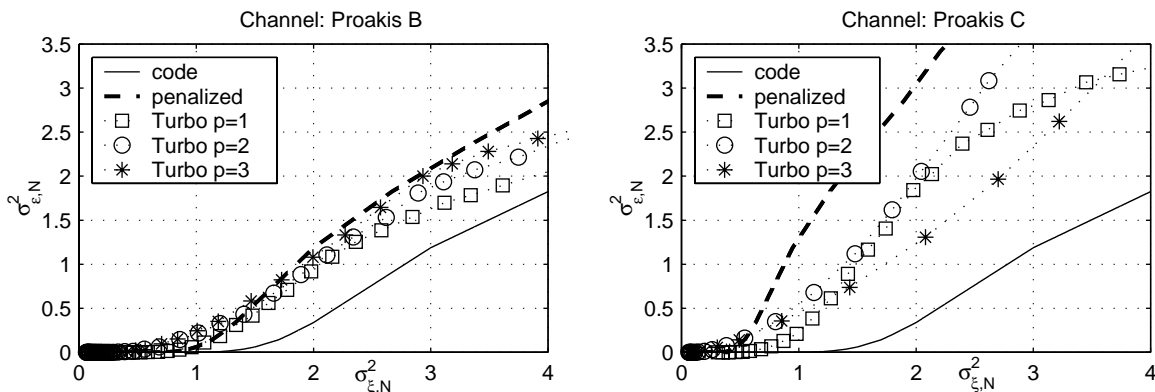 Channel: Proakis B
3.5
3
2.5
2
1.5
1
0.5
0
σ²ε,N
code
penalized
Turbo p=1
Turbo p=2
Turbo p=3
0 1 2 3 4
σ²ξ,N
Channel: Proakis C
3.5
3
2.5
2
1.5
1
0.5
0
σ²ε,N
code
penalized
Turbo p=1
Turbo p=2
Turbo p=3
0 1 2 3 4
σ²ξ,N